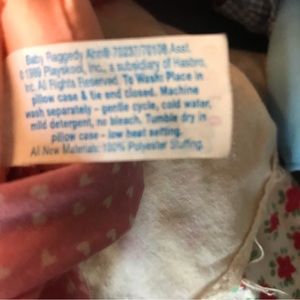 Baby Raggedy Ann® 70237/70108 Asst.
©1989 Playskool, Inc., a subsidiary of Hasbro,
Inc. All Rights Reserved. To Wash: Place in
pillow case & tie end closed. Machine
wash separately - gentle cycle, cold water,
mild detergent, no bleach. Tumble dry in
pillow case - low heat setting.
All New Materials: 100% Polyester Stuffing.